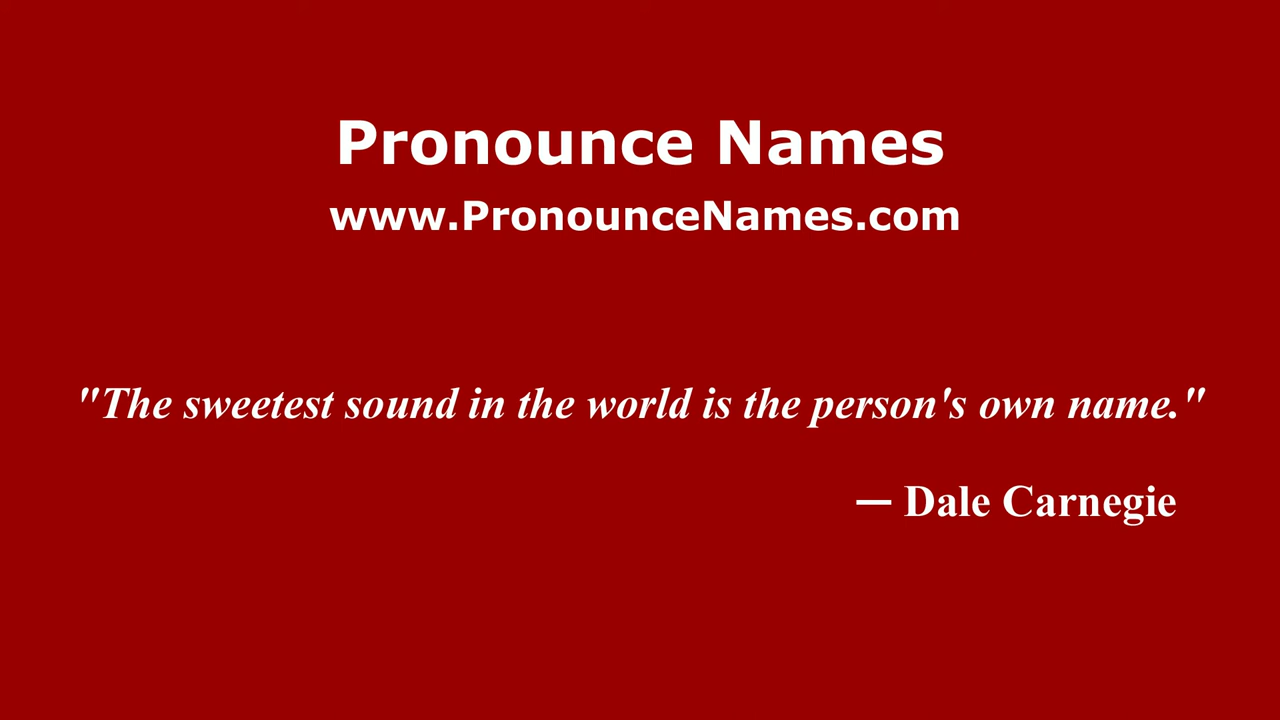 Pronounce Names
www.PronounceNames.com
"The sweetest sound in the world is the person's own name."
— Dale Carnegie